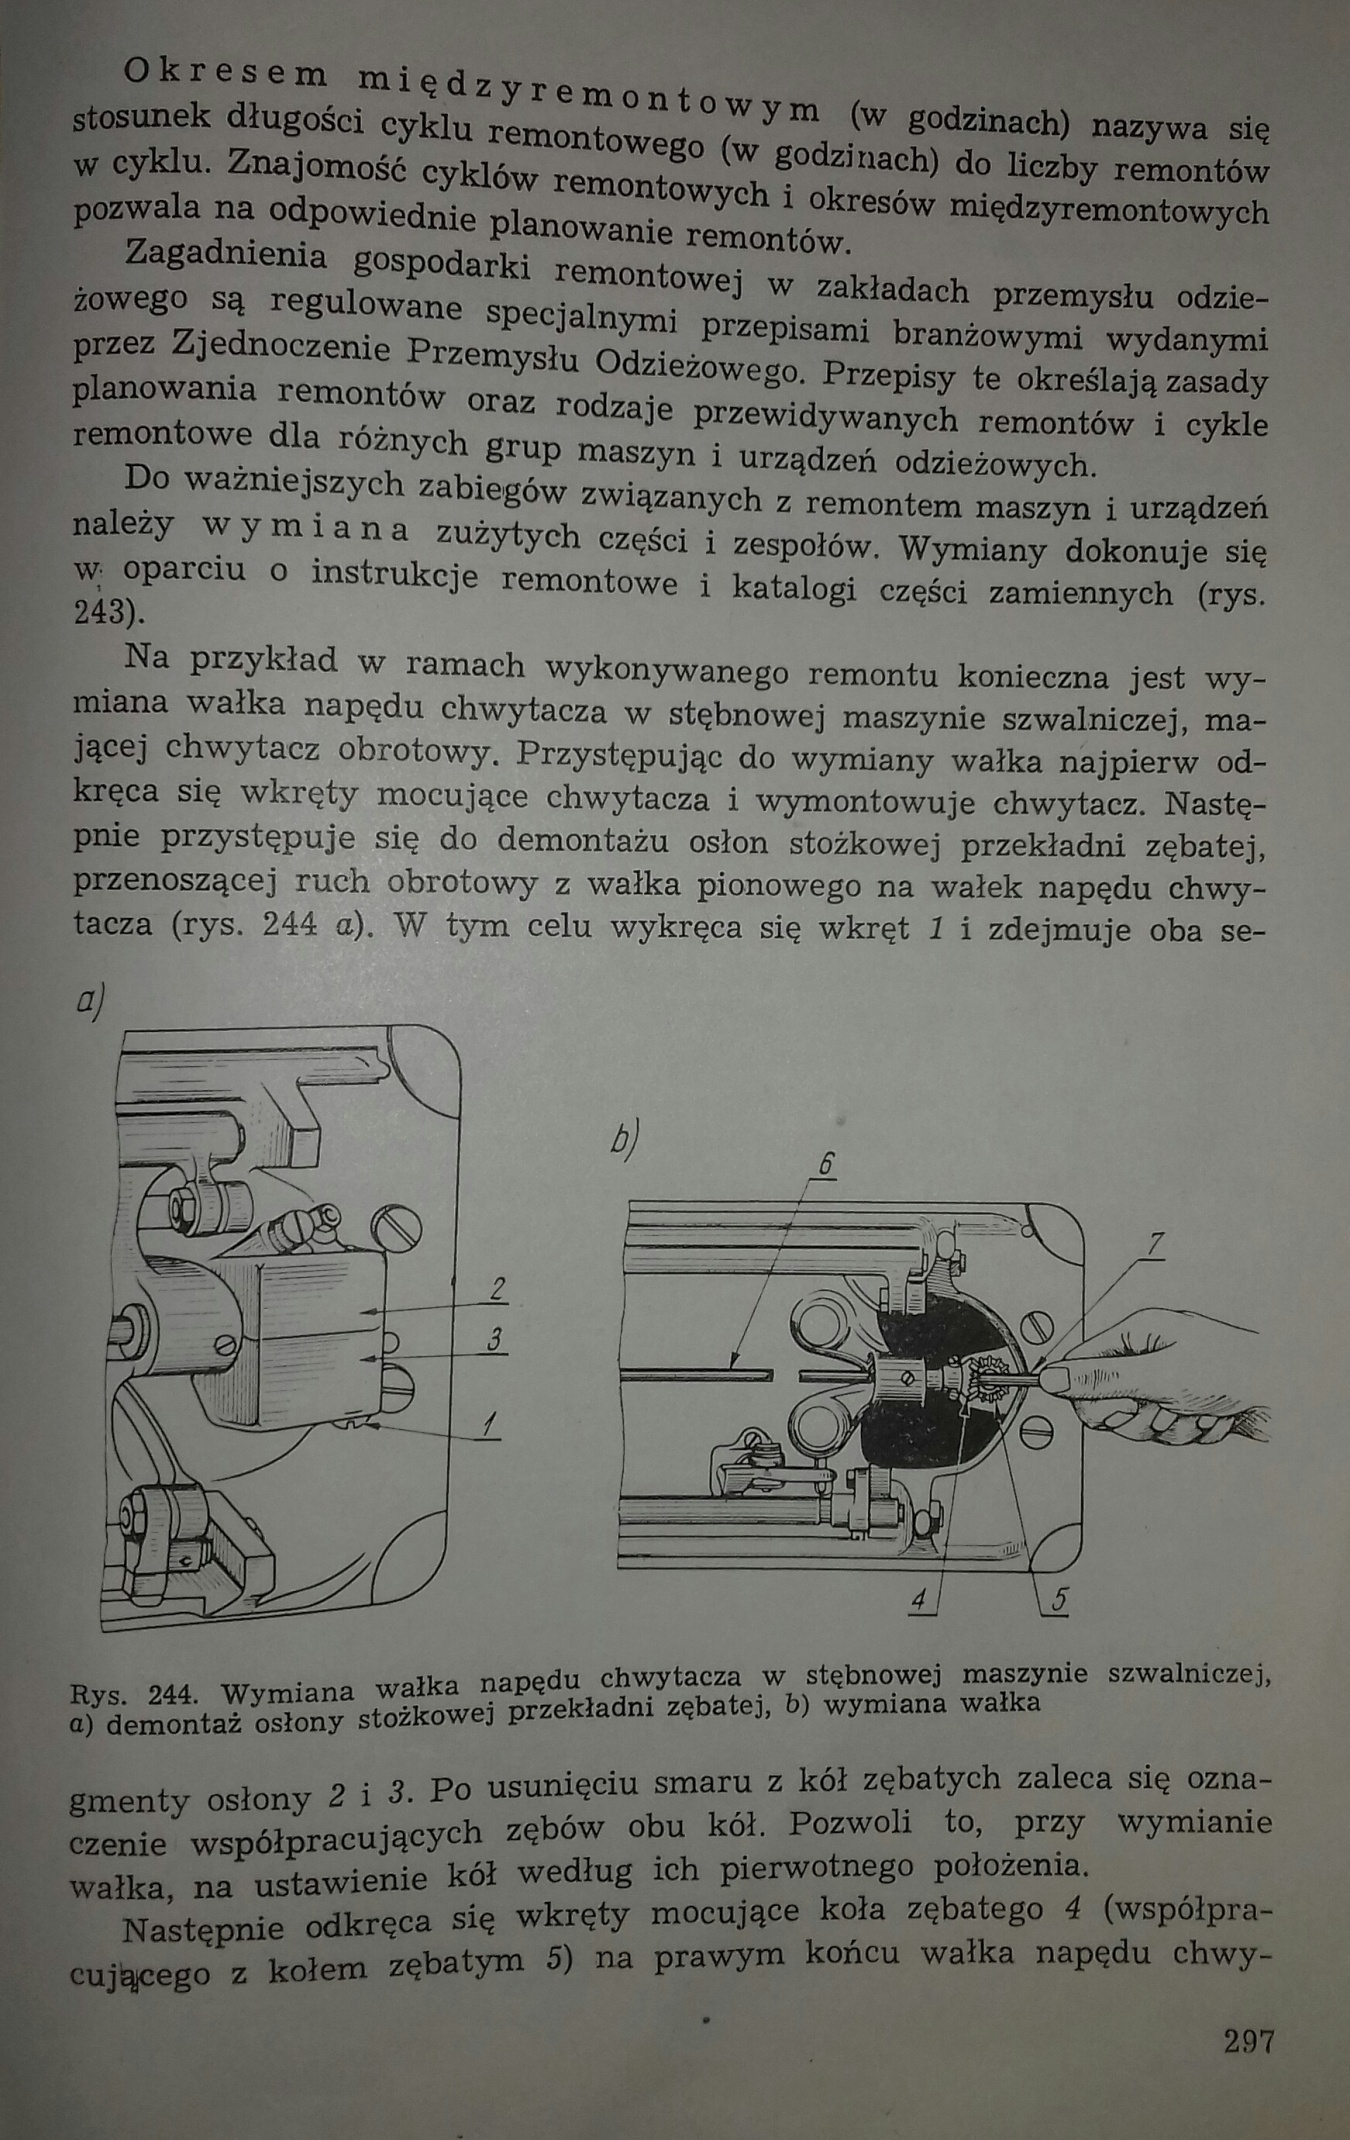 Okresem międzyremontowym (w godzinach) nazywa się
stosunek długości cyklu remontowego (w godzinach) do liczby remontów
w cyklu. Znajomość cyklów remontowych i okresów międzyremontowych
pozwala na odpowiednie planowanie remontów.
Zagadnienia gospodarki remontowej w zakładach przemysłu odzie-
żowego są regulowane specjalnymi przepisami branżowymi wydanymi
przez Zjednoczenie Przemysłu Odzieżowego. Przepisy te określają zasady
planowania remontów oraz rodzaje przewidywanych remontów i cykle
remontowe dla różnych grup maszyn i urządzeń odzieżowych.
Do ważniejszych zabiegów związanych z remontem maszyn i urządzeń
należy wymiana zużytych części i zespołów. Wymiany dokonuje się
w oparciu o instrukcje remontowe i katalogi części zamiennych (rys.
243).
Na przykład w ramach wykonywanego remontu konieczna jest wy-
miana wałka napędu chwytacza w stębnowej maszynie szwalniczej, ma-
jącej chwytacz obrotowy. Przystępując do wymiany wałka najpierw od-
kręca się wkręty mocujące chwytacza i wymontowuje chwytacz. Nastę-
pnie przystępuje się do demontażu osłon stożkowej przekładni zębatej,
przenoszącej ruch obrotowy z wałka pionowego na wałek napędu chwy-
tacza (rys. 244 a). W tym celu wykręca się wkręt 1 i zdejmuje oba se-
a)
2
3
1
b)
6
7
4
5
Rys. 244. Wymiana wałka napędu chwytacza w stębnowej maszynie szwalniczej,
a) demontaż osłony stożkowej przekładni zębatej, b) wymiana wałka
gmenty osłony 2 i 3. Po usunięciu smaru z kół zębatych zaleca się ozna-
czenie współpracujących zębów obu kół. Pozwoli to, przy wymianie
wałka, na ustawienie kół według ich pierwotnego położenia.
Następnie odkręca się wkręty mocujące koła zębatego 4 (współpra-
cującego z kołem zębatym 5) na prawym końcu wałka napędu chwy-
297